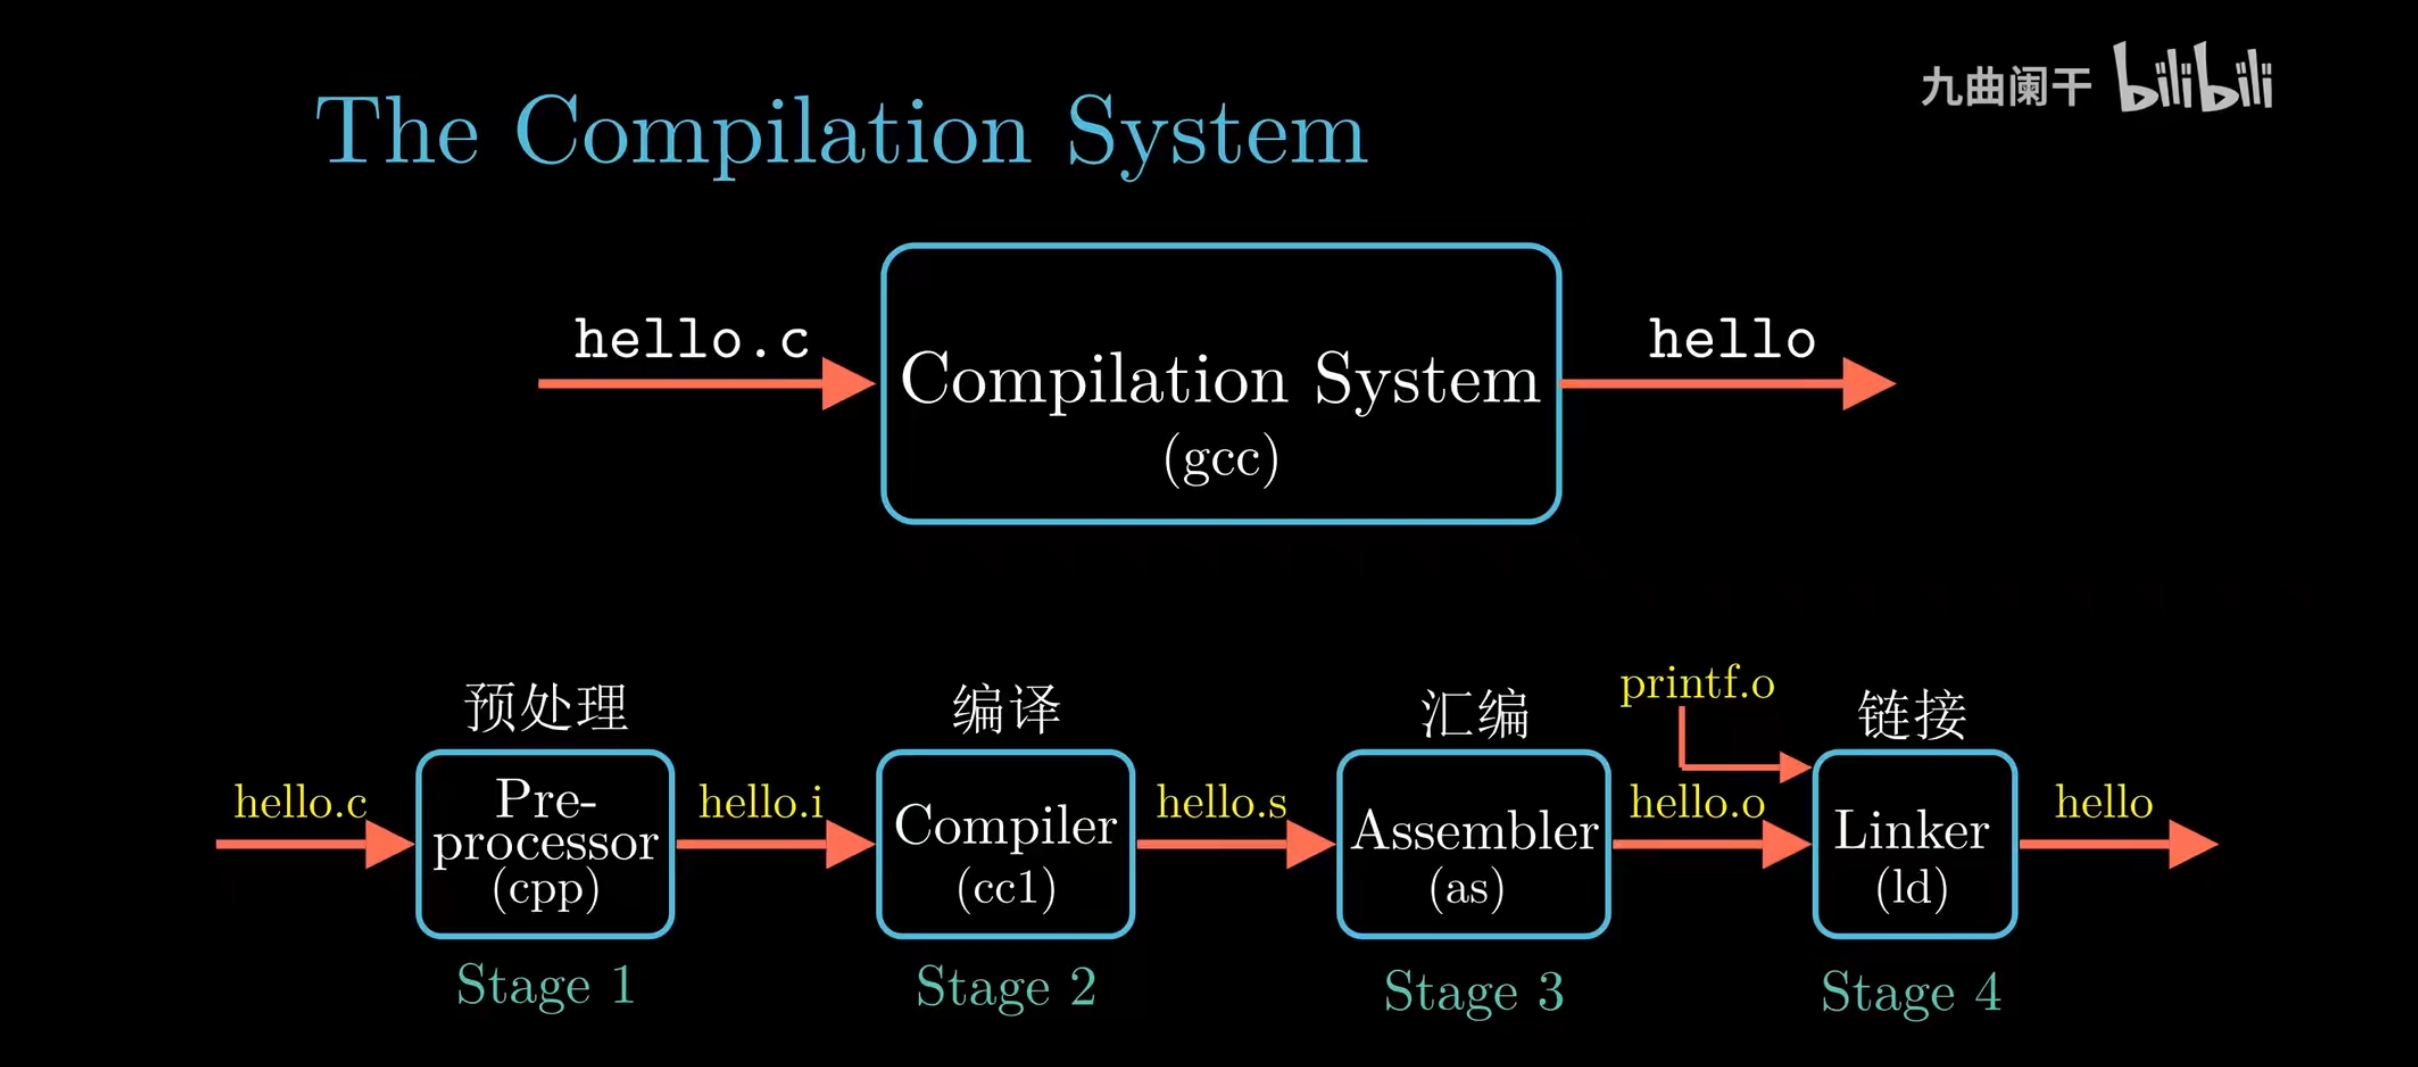 九曲阑干 bilibili
The Compilation System
hello.c
Compilation System
(gcc)
hello
预处理
编译
汇编
printf.o
链接
hello.c
Pre-
processor
(cpp)
hello.i
Compiler
(cc1)
hello.s
Assembler
(as)
hello.o
Linker
(ld)
hello
Stage 1
Stage 2
Stage 3
Stage 4